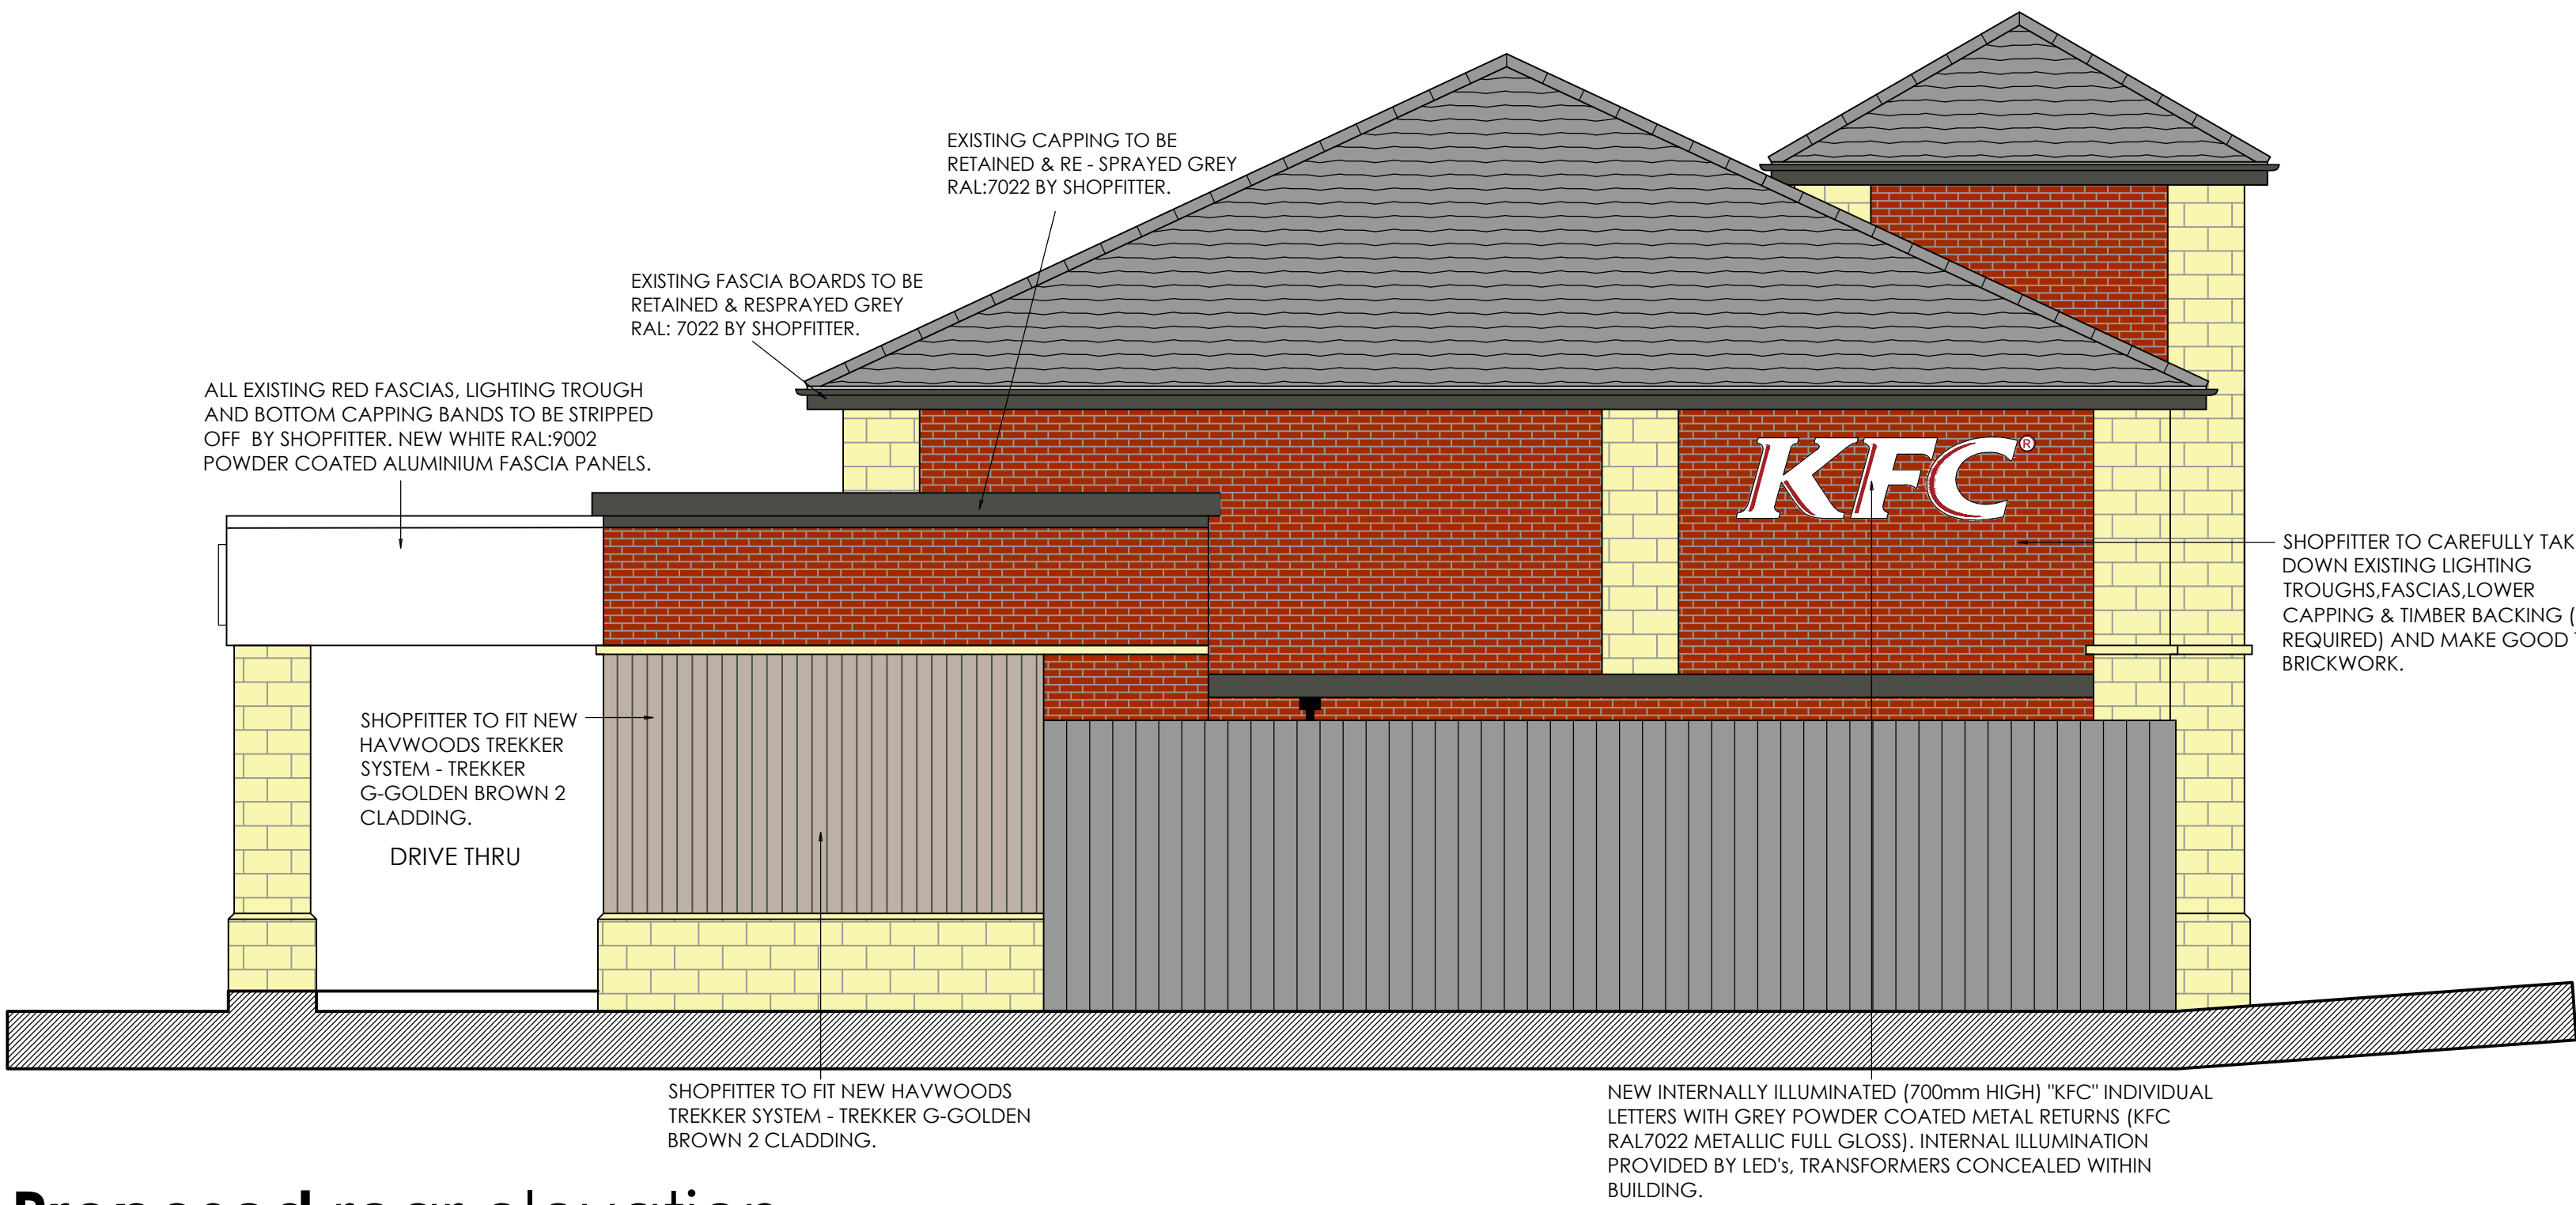 EXISTING CAPPING TO BE
RETAINED & RE - SPRAYED GREY
RAL:7022 BY SHOPFITTER.
EXISTING FASCIA BOARDS TO BE
RETAINED & RESPRAYED GREY
RAL: 7022 BY SHOPFITTER.
ALL EXISTING RED FASCIAS, LIGHTING TROUGH
AND BOTTOM CAPPING BANDS TO BE STRIPPED
OFF BY SHOPFITTER. NEW WHITE RAL:9002
POWDER COATED ALUMINIUM FASCIA PANELS.
KFC®
SHOPFITTER TO CAREFULLY TAK
DOWN EXISTING LIGHTING
TROUGHS,FASCIAS,LOWER
CAPPING & TIMBER BACKING (
REQUIRED) AND MAKE GOOD
BRICKWORK.
SHOPFITTER TO FIT NEW
HAVWOODS TREKKER
SYSTEM - TREKKER
G-GOLDEN BROWN 2
CLADDING.
DRIVE THRU
SHOPFITTER TO FIT NEW HAVWOODS
TREKKER SYSTEM - TREKKER G-GOLDEN
BROWN 2 CLADDING.
NEW INTERNALLY ILLUMINATED (700mm HIGH) "KFC" INDIVIDUAL
LETTERS WITH GREY POWDER COATED METAL RETURNS (KFC
RAL7022 METALLIC FULL GLOSS). INTERNAL ILLUMINATION
PROVIDED BY LED's, TRANSFORMERS CONCEALED WITHIN
BUILDING.
Proposed rear elevation